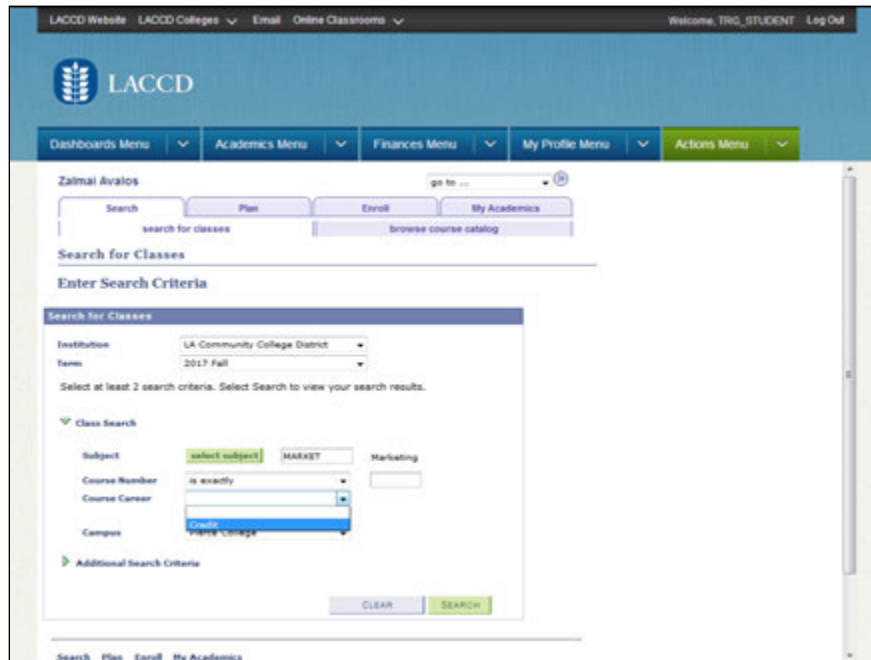 LACCD Website LACCD Colleges Email Online Classrooms Welcome, TRG_STUDENT Log Out
LACCD
Dashboards Menu Academics Menu Finances Menu My Profile Menu Actions Menu
Zalmai Avalos go to ...
Search Plan Enroll My Academics
search for classes browse course catalog
Search for Classes
Enter Search Criteria
Search for Classes
Institution LA Community College District
Term 2017 Fall
Select at least 2 search criteria. Select Search to view your search results.
Class Search
Subject select subject MARKET Marketing
Course Number is exactly
Course Career
Credit
Campus Pierce College
Additional Search Criteria
CLEAR SEARCH
Search Plan Enroll My Academics